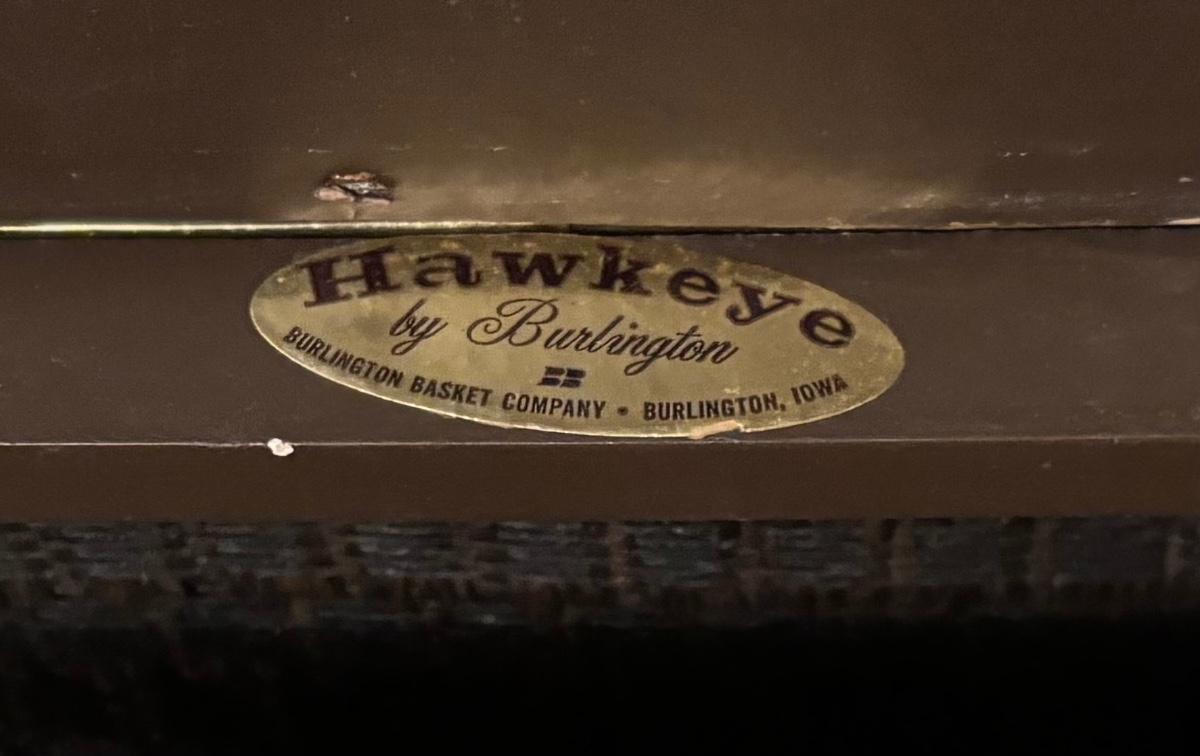 Hawkeye
by Burlington
BURLINGTON BASKET COMPANY • BURLINGTON, IOWA